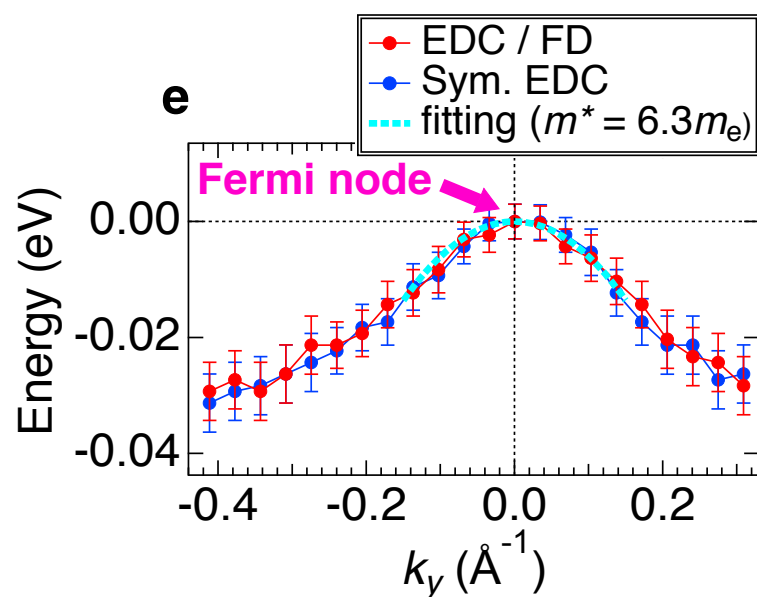 EDC / FD
Sym. EDC
fitting (m* = 6.3mₑ)
e
Fermi node
0.00
-0.02
-0.04
Energy (eV)
-0.4 -0.2 0.0 0.2
k_y (Å⁻¹)